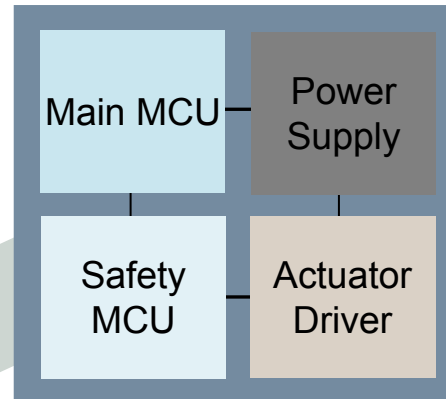 Main MCU
Power
Supply
Safety
MCU
Actuator
Driver